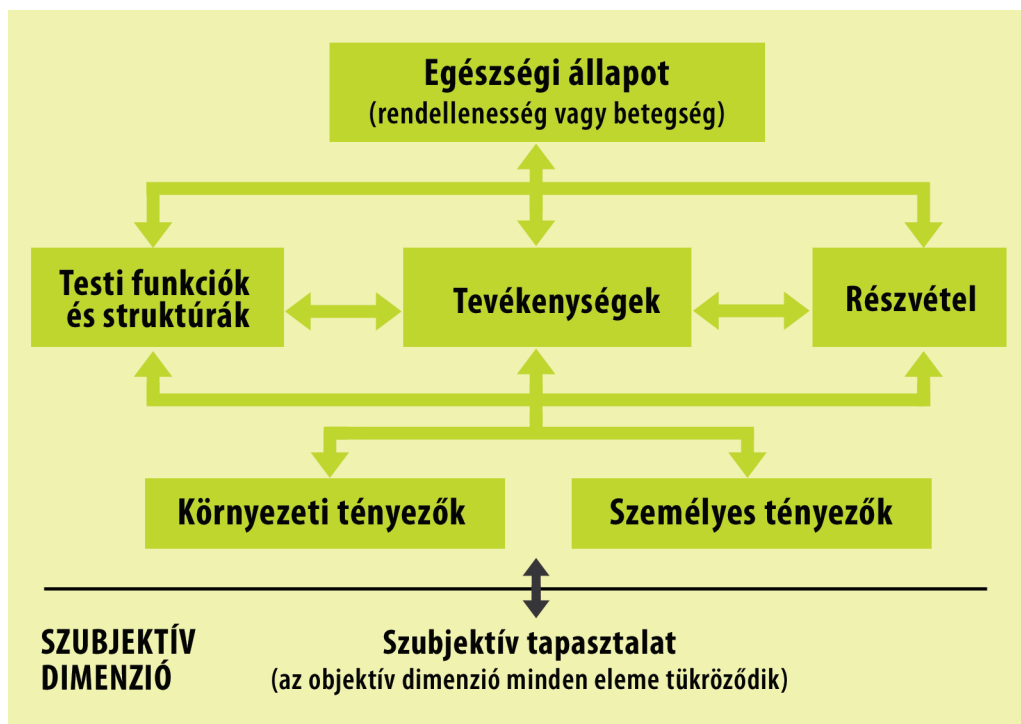 Egészségi állapot
(rendellenesség vagy betegség)
Testi funkciók
és struktúrák
Tevékenységek
Részvétel
Környezeti tényezők
Személyes tényezők
SZUBJEKTÍV
DIMENZIÓ
Szubjektív tapasztalat
(az objektív dimenzió minden eleme tükröződik)